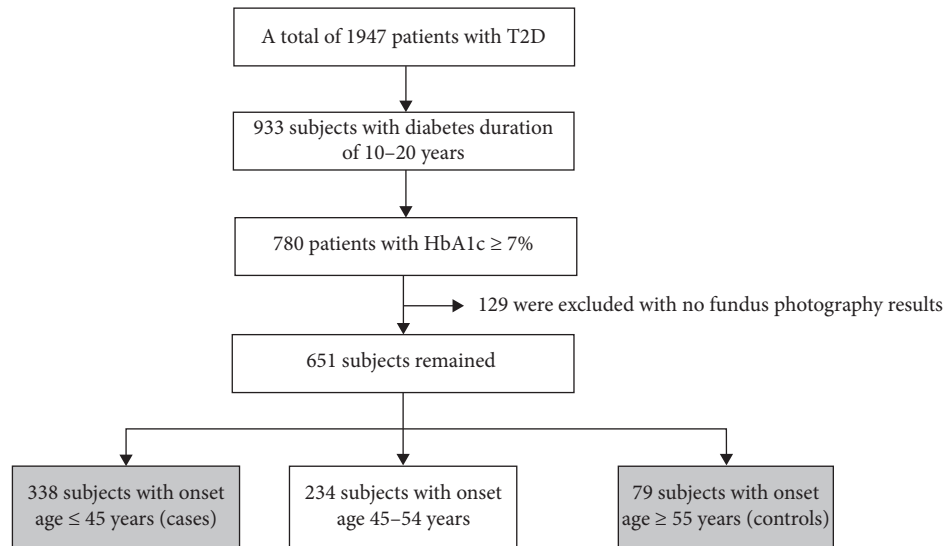 A total of 1947 patients with T2D
933 subjects with diabetes duration
of 10–20 years
780 patients with HbA1c ≥ 7%
129 were excluded with no fundus photography results
651 subjects remained
338 subjects with onset
age ≤ 45 years (cases)
234 subjects with onset
age 45–54 years
79 subjects with onset
age ≥ 55 years (controls)